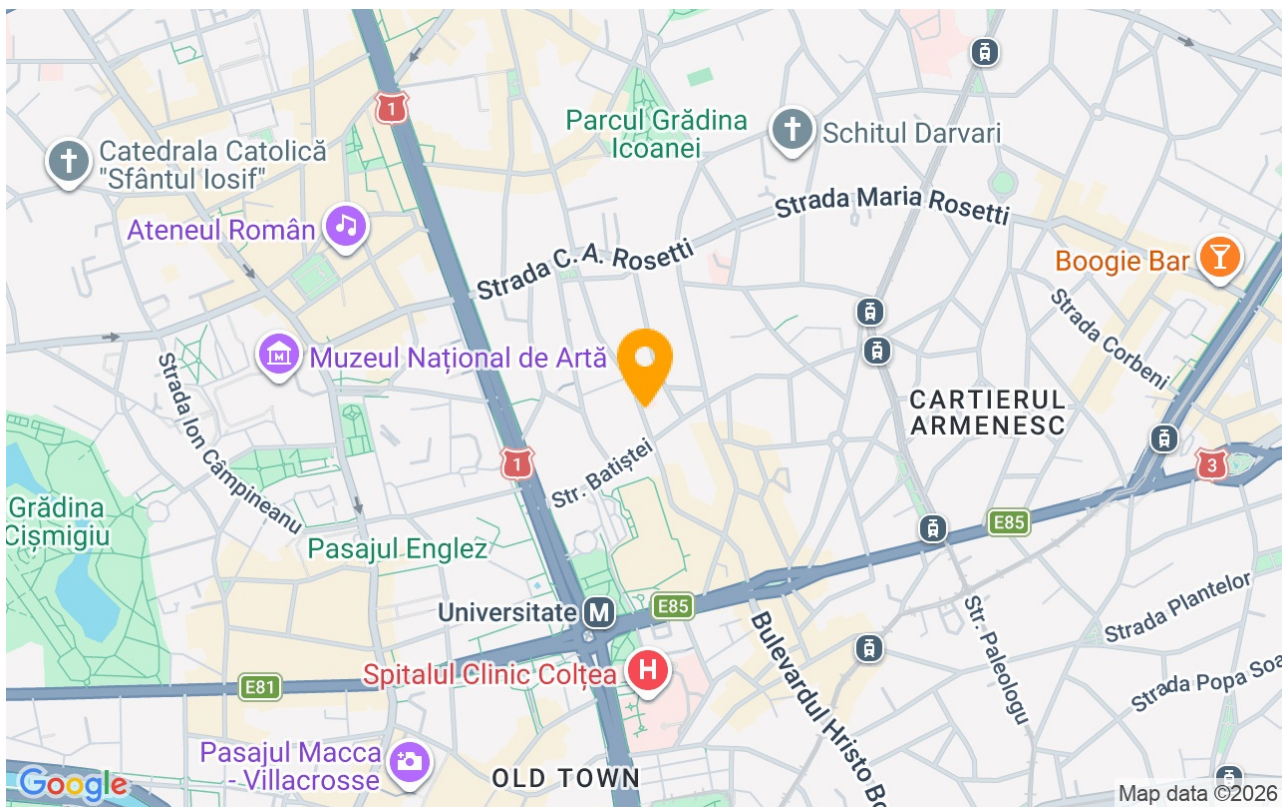 1
Parcul Grădina
Icoanei
Schitul Darvari
Catedrala Catolică
"Sfântul Iosif"
Strada Maria Rosetti
Ateneul Român
Strada C. A. Rosetti
Boogie Bar
Strada Corbeni
Muzeul Național de Artă
Strada Ion Câmpineanu
CARTIERUL
ARMENESC
1
3
Str. Batiștei
Grădina
Cișmigiu
E85
Pasajul Englez
Universitate
M
E85
Strada Plantelor
Str. Paleologu
Bulevardul Hristo Bo
Spitalul Clinic Colțea
H
E81
Strada Popa Soa
Pasajul Macca
- Villacrosse
OLD TOWN
Google
Map data ©2026